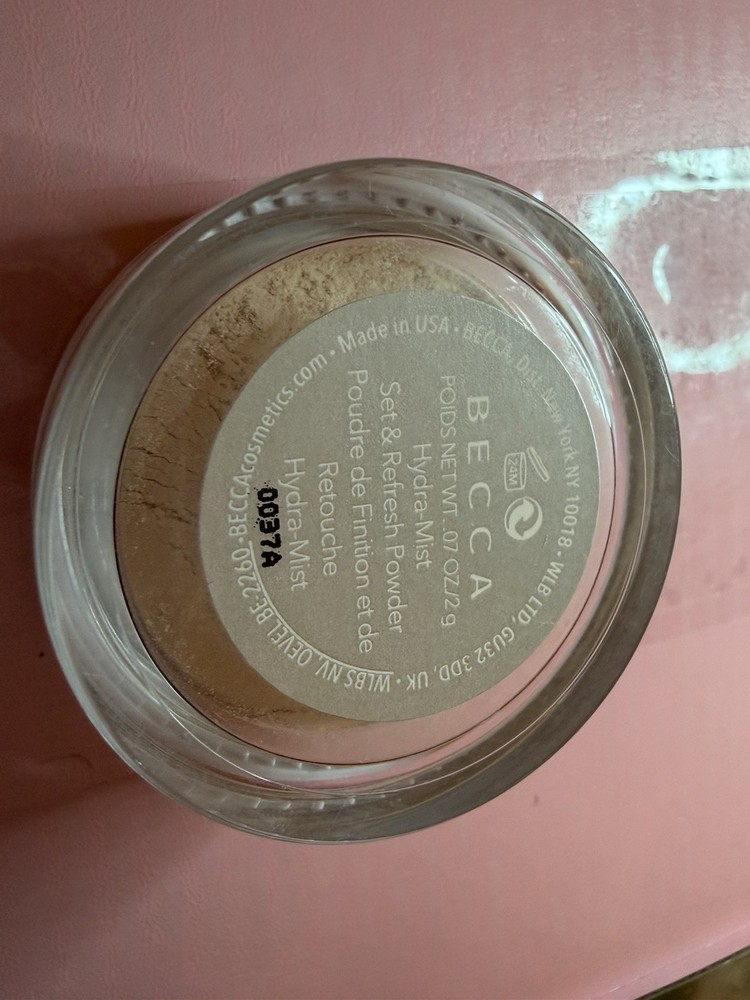 BECCA
POIDS NET WT. .07 OZ/2 g
Hydra-Mist
Set & Refresh Powder
Poudre de Finition et de
Retouche
Hydra-Mist
0037A
24M
BECCA, Dist. New York NY 10018 • WLB LTD, GU32 3DD, UK • WLBS NV, OEVEL BE-2260 • BECCAcosmetics.com • Made in USA •